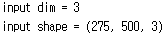 input dim = 3
input shape = (275, 500, 3)